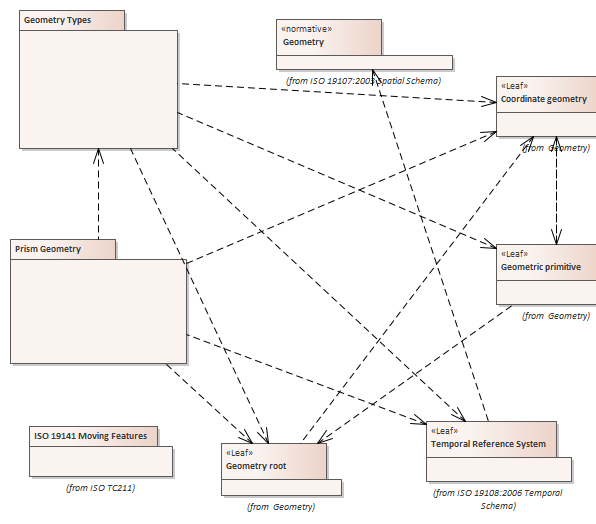 Geometry Types
«normative»
Geometry
(from ISO 19107:2003 Spatial Schema)
«Leaf»
Coordinate geometry
(from Geometry)
Prism Geometry
«Leaf»
Geometric primitive
(from Geometry)
ISO 19141 Moving Features
(from ISO TC211)
«Leaf»
Geometry root
(from Geometry)
«Leaf»
Temporal Reference System
(from ISO 19108:2006 Temporal
Schema)